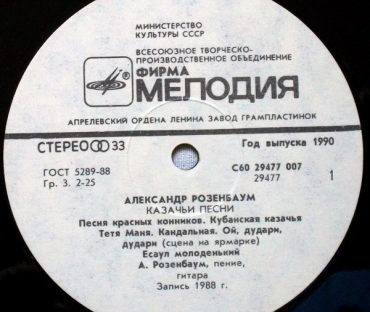 МИНИСТЕРСТВО
КУЛЬТУРЫ СССР
ВСЕСОЮЗНОЕ ТВОРЧЕСКО-
ПРОИЗВОДСТВЕННОЕ ОБЪЕДИНЕНИЕ
ФИРМА
МЕЛОДИЯ
АПРЕЛЕВСКИЙ ОРДЕНА ЛЕНИНА ЗАВОД ГРАМПЛАСТИНОК
СТЕРЕО 33
Год выпуска 1990
ГОСТ 5289-88
Гр. 3. 2-25
С60 29477 007
29477
1
АЛЕКСАНДР РОЗЕНБАУМ
КАЗАЧЬИ ПЕСНИ
Песня красных конников. Кубанская казачья
Тетя Маня. Кандальная. Ой, дудари,
дудари (сцена на ярмарке)
Есаул молоденький
А. Розенбаум, пение,
гитара
Запись 1988 г.